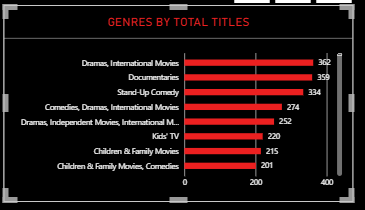 GENRES BY TOTAL TITLES
Dramas, International Movies 362
Documentaries 359
Stand-Up Comedy 334
Comedies, Dramas, International Movies 274
Dramas, Independent Movies, International M... 252
Kids' TV 220
Children & Family Movies 215
Children & Family Movies, Comedies 201
0 200 400